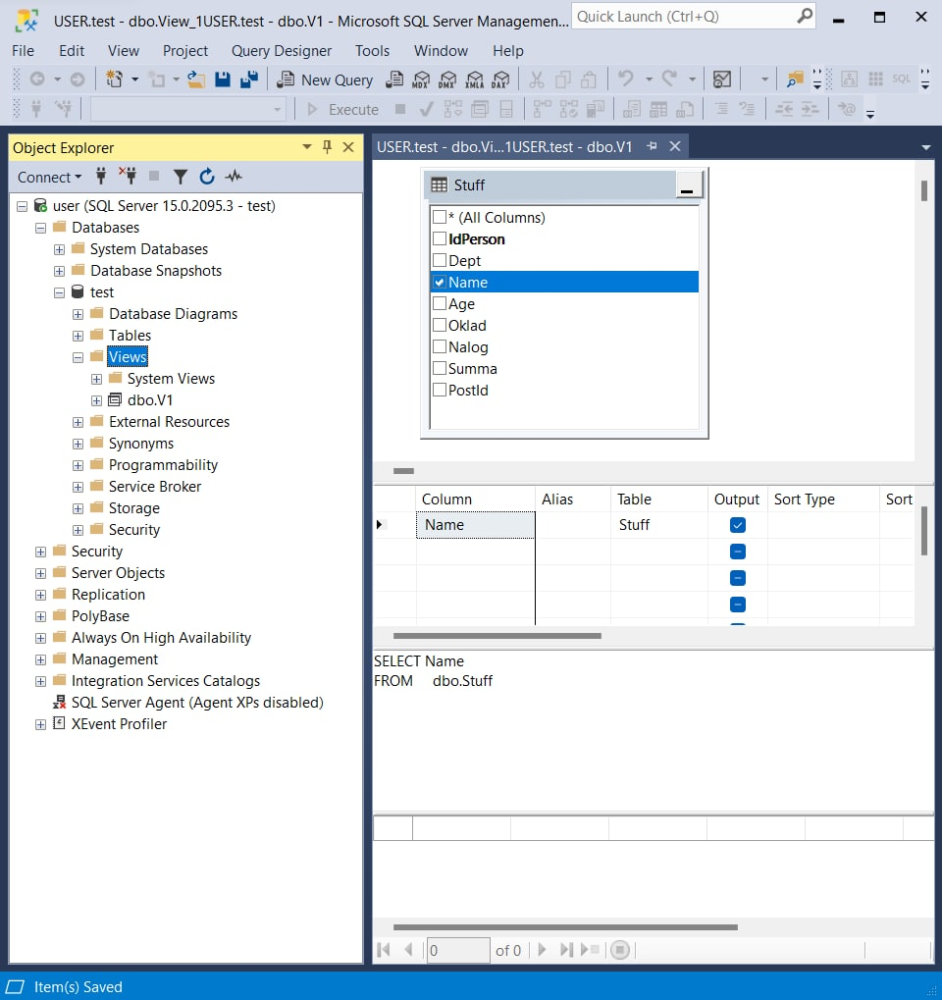 USER.test - dbo.View_1USER.test - dbo.V1 - Microsoft SQL Server Managemen...
Quick Launch (Ctrl+Q)
File Edit View Project Query Designer Tools Window Help
New Query MDX DMX XMLA DAX SQL
Execute
Object Explorer
Connect
user (SQL Server 15.0.2095.3 - test)
Databases
System Databases
Database Snapshots
test
Database Diagrams
Tables
Views
System Views
dbo.V1
External Resources
Synonyms
Programmability
Service Broker
Storage
Security
Security
Server Objects
Replication
PolyBase
Always On High Availability
Management
Integration Services Catalogs
SQL Server Agent (Agent XPs disabled)
XEvent Profiler
USER.test - dbo.Vi...1USER.test - dbo.V1
Stuff
* (All Columns)
IdPerson
Dept
Name
Age
Oklad
Nalog
Summa
PostId
Column Alias Table Output Sort Type Sort
Name Stuff
SELECT Name
FROM dbo.Stuff
0 of 0
Item(s) Saved